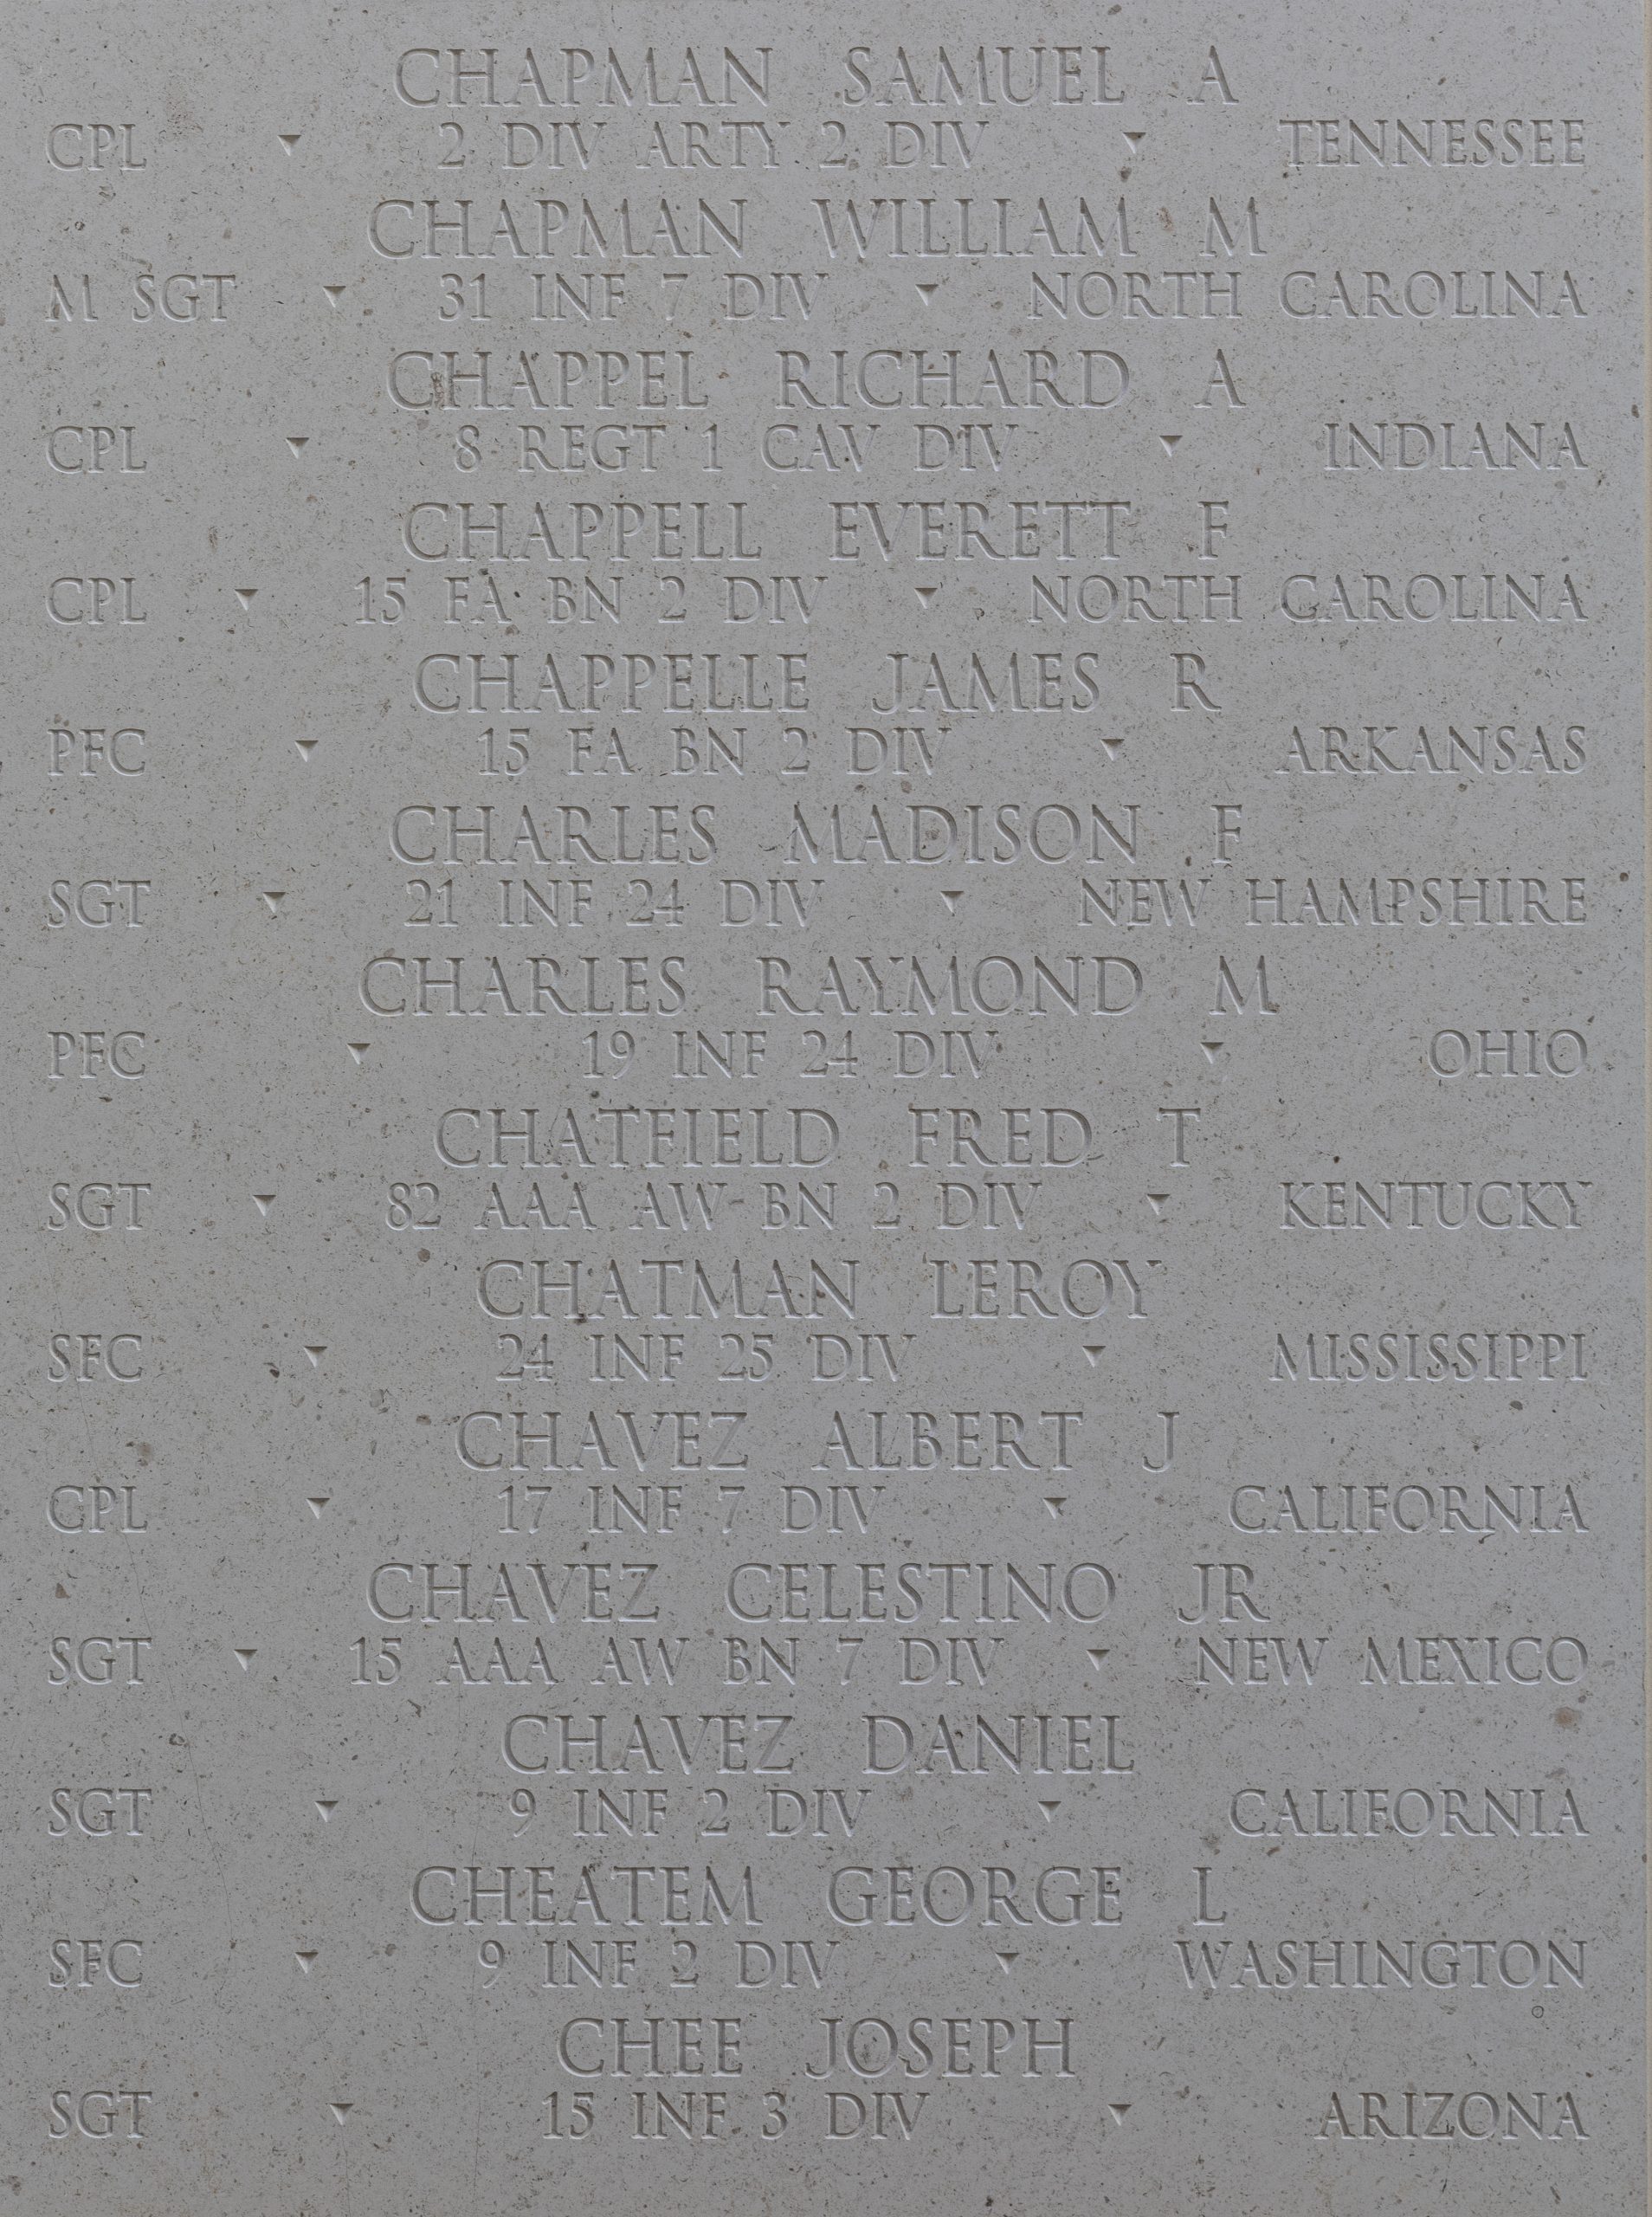 CHAPMAN SAMUEL A
CPL ▾ 2 DIV ARTY 2 DIV ▾ TENNESSEE
CHAPMAN WILLIAM M
M SGT ▾ 31 INF 7 DIV ▾ NORTH CAROLINA
CHAPPEL RICHARD A
CPL ▾ 8 REGT 1 CAV DIV ▾ INDIANA
CHAPPELL EVERETT F
CPL ▾ 15 FA BN 2 DIV ▾ NORTH CAROLINA
CHAPPELLE JAMES R
PFC ▾ 15 FA BN 2 DIV ▾ ARKANSAS
CHARLES MADISON F
SGT ▾ 21 INF 24 DIV ▾ NEW HAMPSHIRE
CHARLES RAYMOND M
PFC ▾ 19 INF 24 DIV ▾ OHIO
CHATFIELD FRED T
SGT ▾ 82 AAA AW BN 2 DIV ▾ KENTUCKY
CHATMAN LEROY
SFC ▾ 24 INF 25 DIV ▾ MISSISSIPPI
CHAVEZ ALBERT J
CPL ▾ 17 INF 7 DIV ▾ CALIFORNIA
CHAVEZ CELESTINO JR
SGT ▾ 15 AAA AW BN 7 DIV ▾ NEW MEXICO
CHAVEZ DANIEL
SGT ▾ 9 INF 2 DIV ▾ CALIFORNIA
CHEATEM GEORGE L
SFC ▾ 9 INF 2 DIV ▾ WASHINGTON
CHEE JOSEPH
SGT ▾ 15 INF 3 DIV ▾ ARIZONA